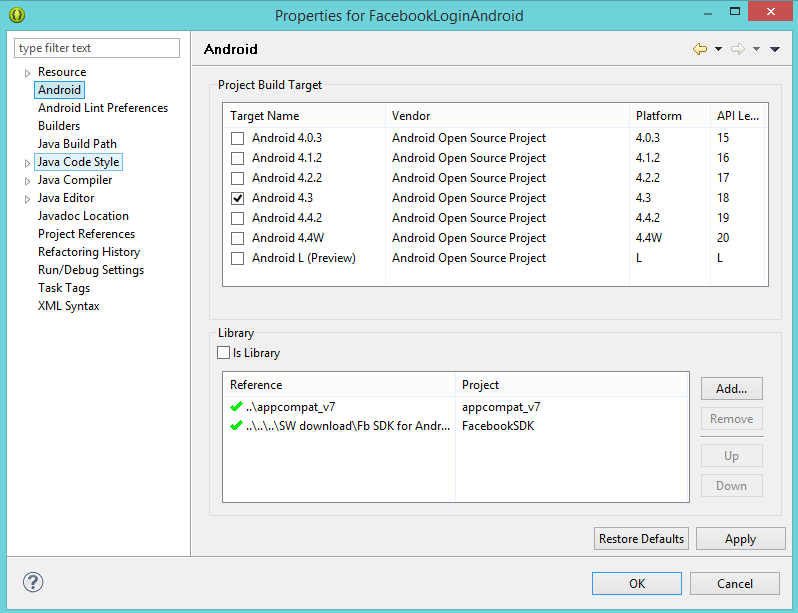 Properties for FacebookLoginAndroid
type filter text
Resource
Android
Android Lint Preferences
Builders
Java Build Path
Java Code Style
Java Compiler
Java Editor
Javadoc Location
Project References
Refactoring History
Run/Debug Settings
Task Tags
XML Syntax
Android
Project Build Target
Target Name Vendor Platform API Le...
Android 4.0.3 Android Open Source Project 4.0.3 15
Android 4.1.2 Android Open Source Project 4.1.2 16
Android 4.2.2 Android Open Source Project 4.2.2 17
Android 4.3 Android Open Source Project 4.3 18
Android 4.4.2 Android Open Source Project 4.4.2 19
Android 4.4W Android Open Source Project 4.4W 20
Android L (Preview) Android Open Source Project L L
Library
Is Library
Reference Project
..\appcompat_v7 appcompat_v7
..\..\..\SW download\Fb SDK for Andr... FacebookSDK
Add...
Remove
Up
Down
Restore Defaults Apply
OK Cancel